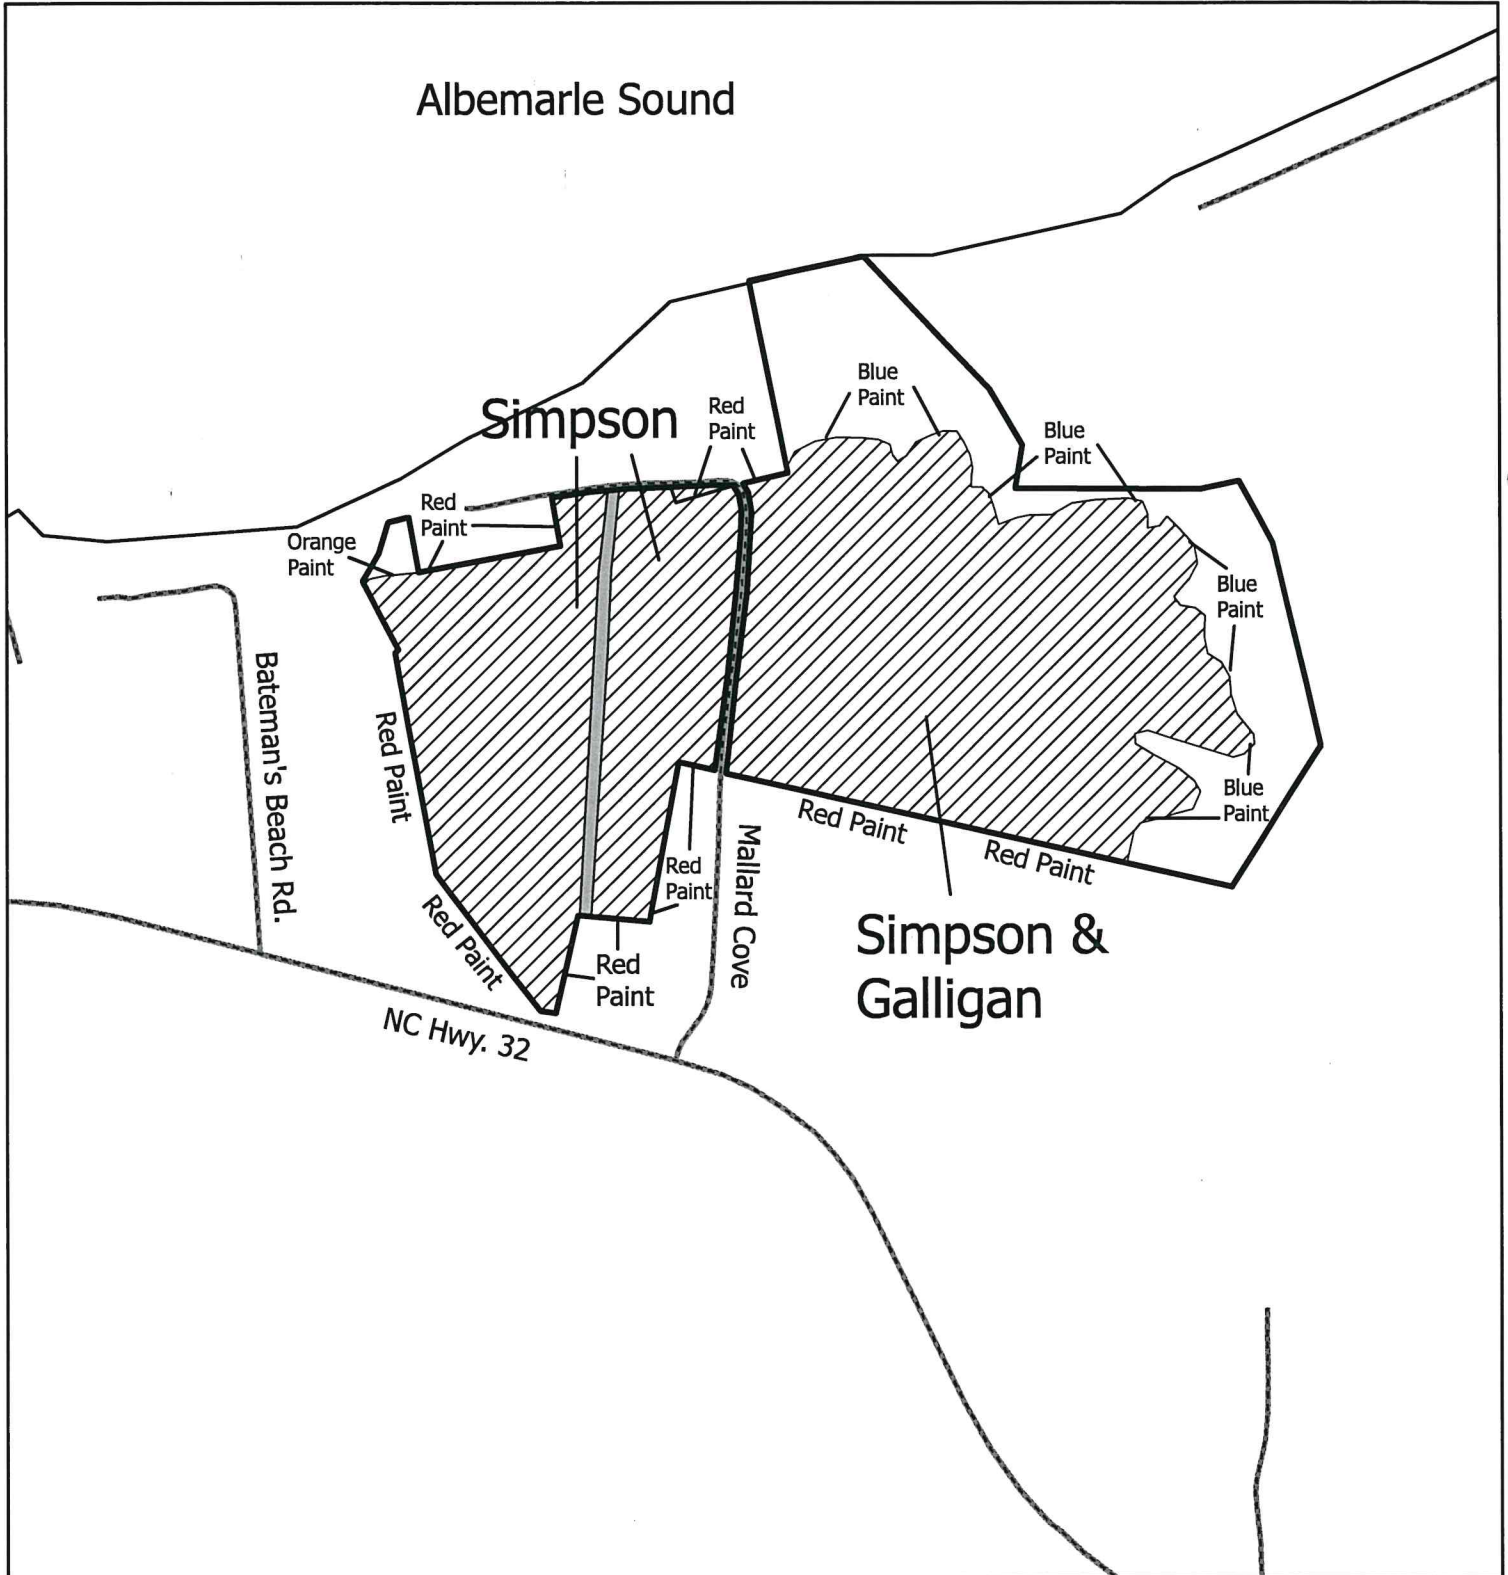 Albemarle Sound
Blue
Paint
Simpson
Red
Paint
Blue
Paint
Red
Paint
Orange
Paint
Blue
Paint
Bateman's Beach Rd.
Red Paint
Blue
Paint
Red Paint
Red Paint
Mallard Cove
Red
Paint
Red Paint
Simpson &
Galligan
Red
Paint
NC Hwy. 32